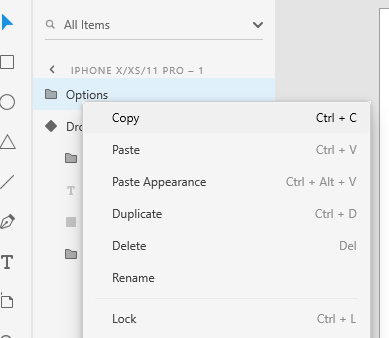 All Items
IPHONE X/XS/11 PRO – 1
Options
Copy Ctrl + C
Dro
Paste Ctrl + V
Paste Appearance Ctrl + Alt + V
T
Duplicate Ctrl + D
Delete Del
T
Rename
Lock Ctrl + L